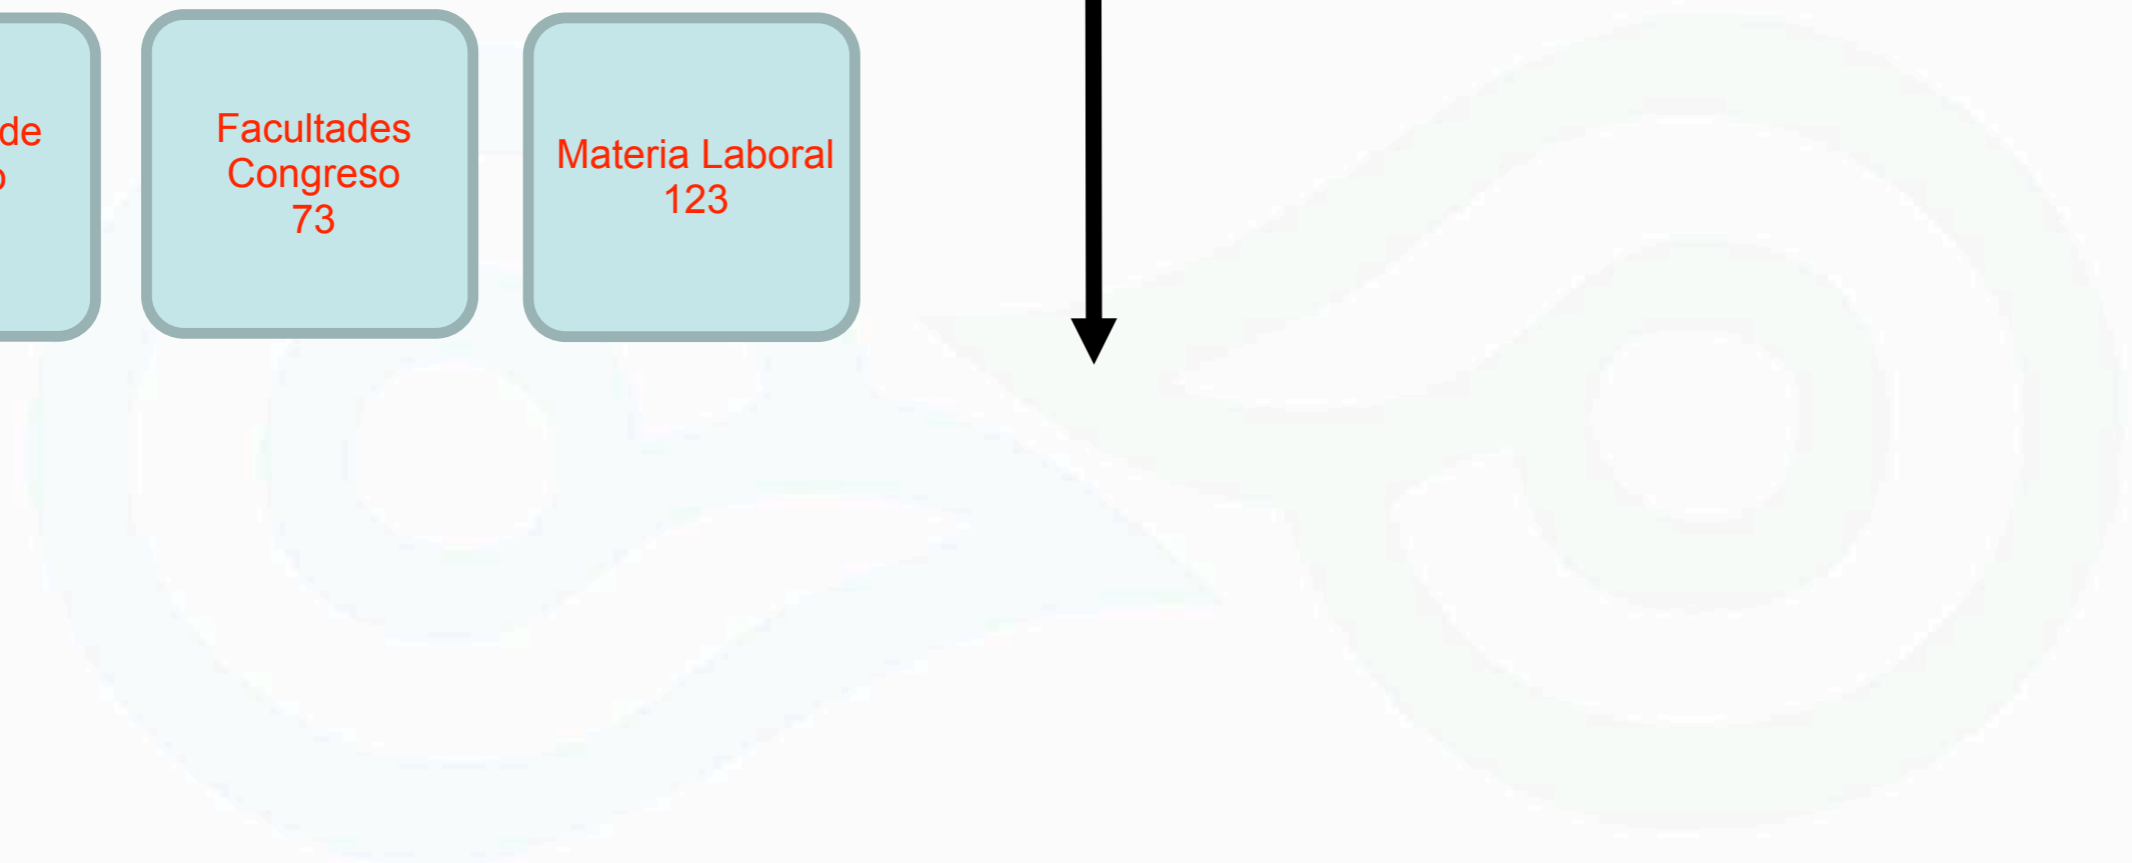 de
Facultades
Congreso
73
Materia Laboral
123